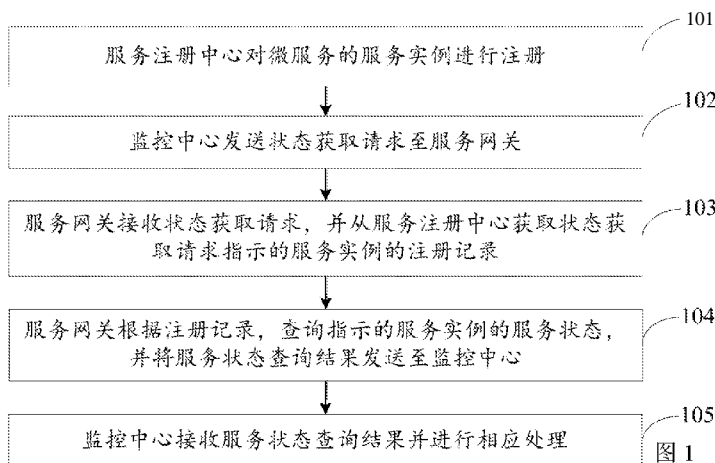 101
服务注册中心对微服务的服务实例进行注册
102
监控中心发送状态获取请求至服务网关
103
服务网关接收状态获取请求，并从服务注册中心获取状态获
取请求指示的服务实例的注册记录
104
服务网关根据注册记录，查询指示的服务实例的服务状态，
并将服务状态查询结果发送至监控中心
105
监控中心接收服务状态查询结果并进行相应处理
图1